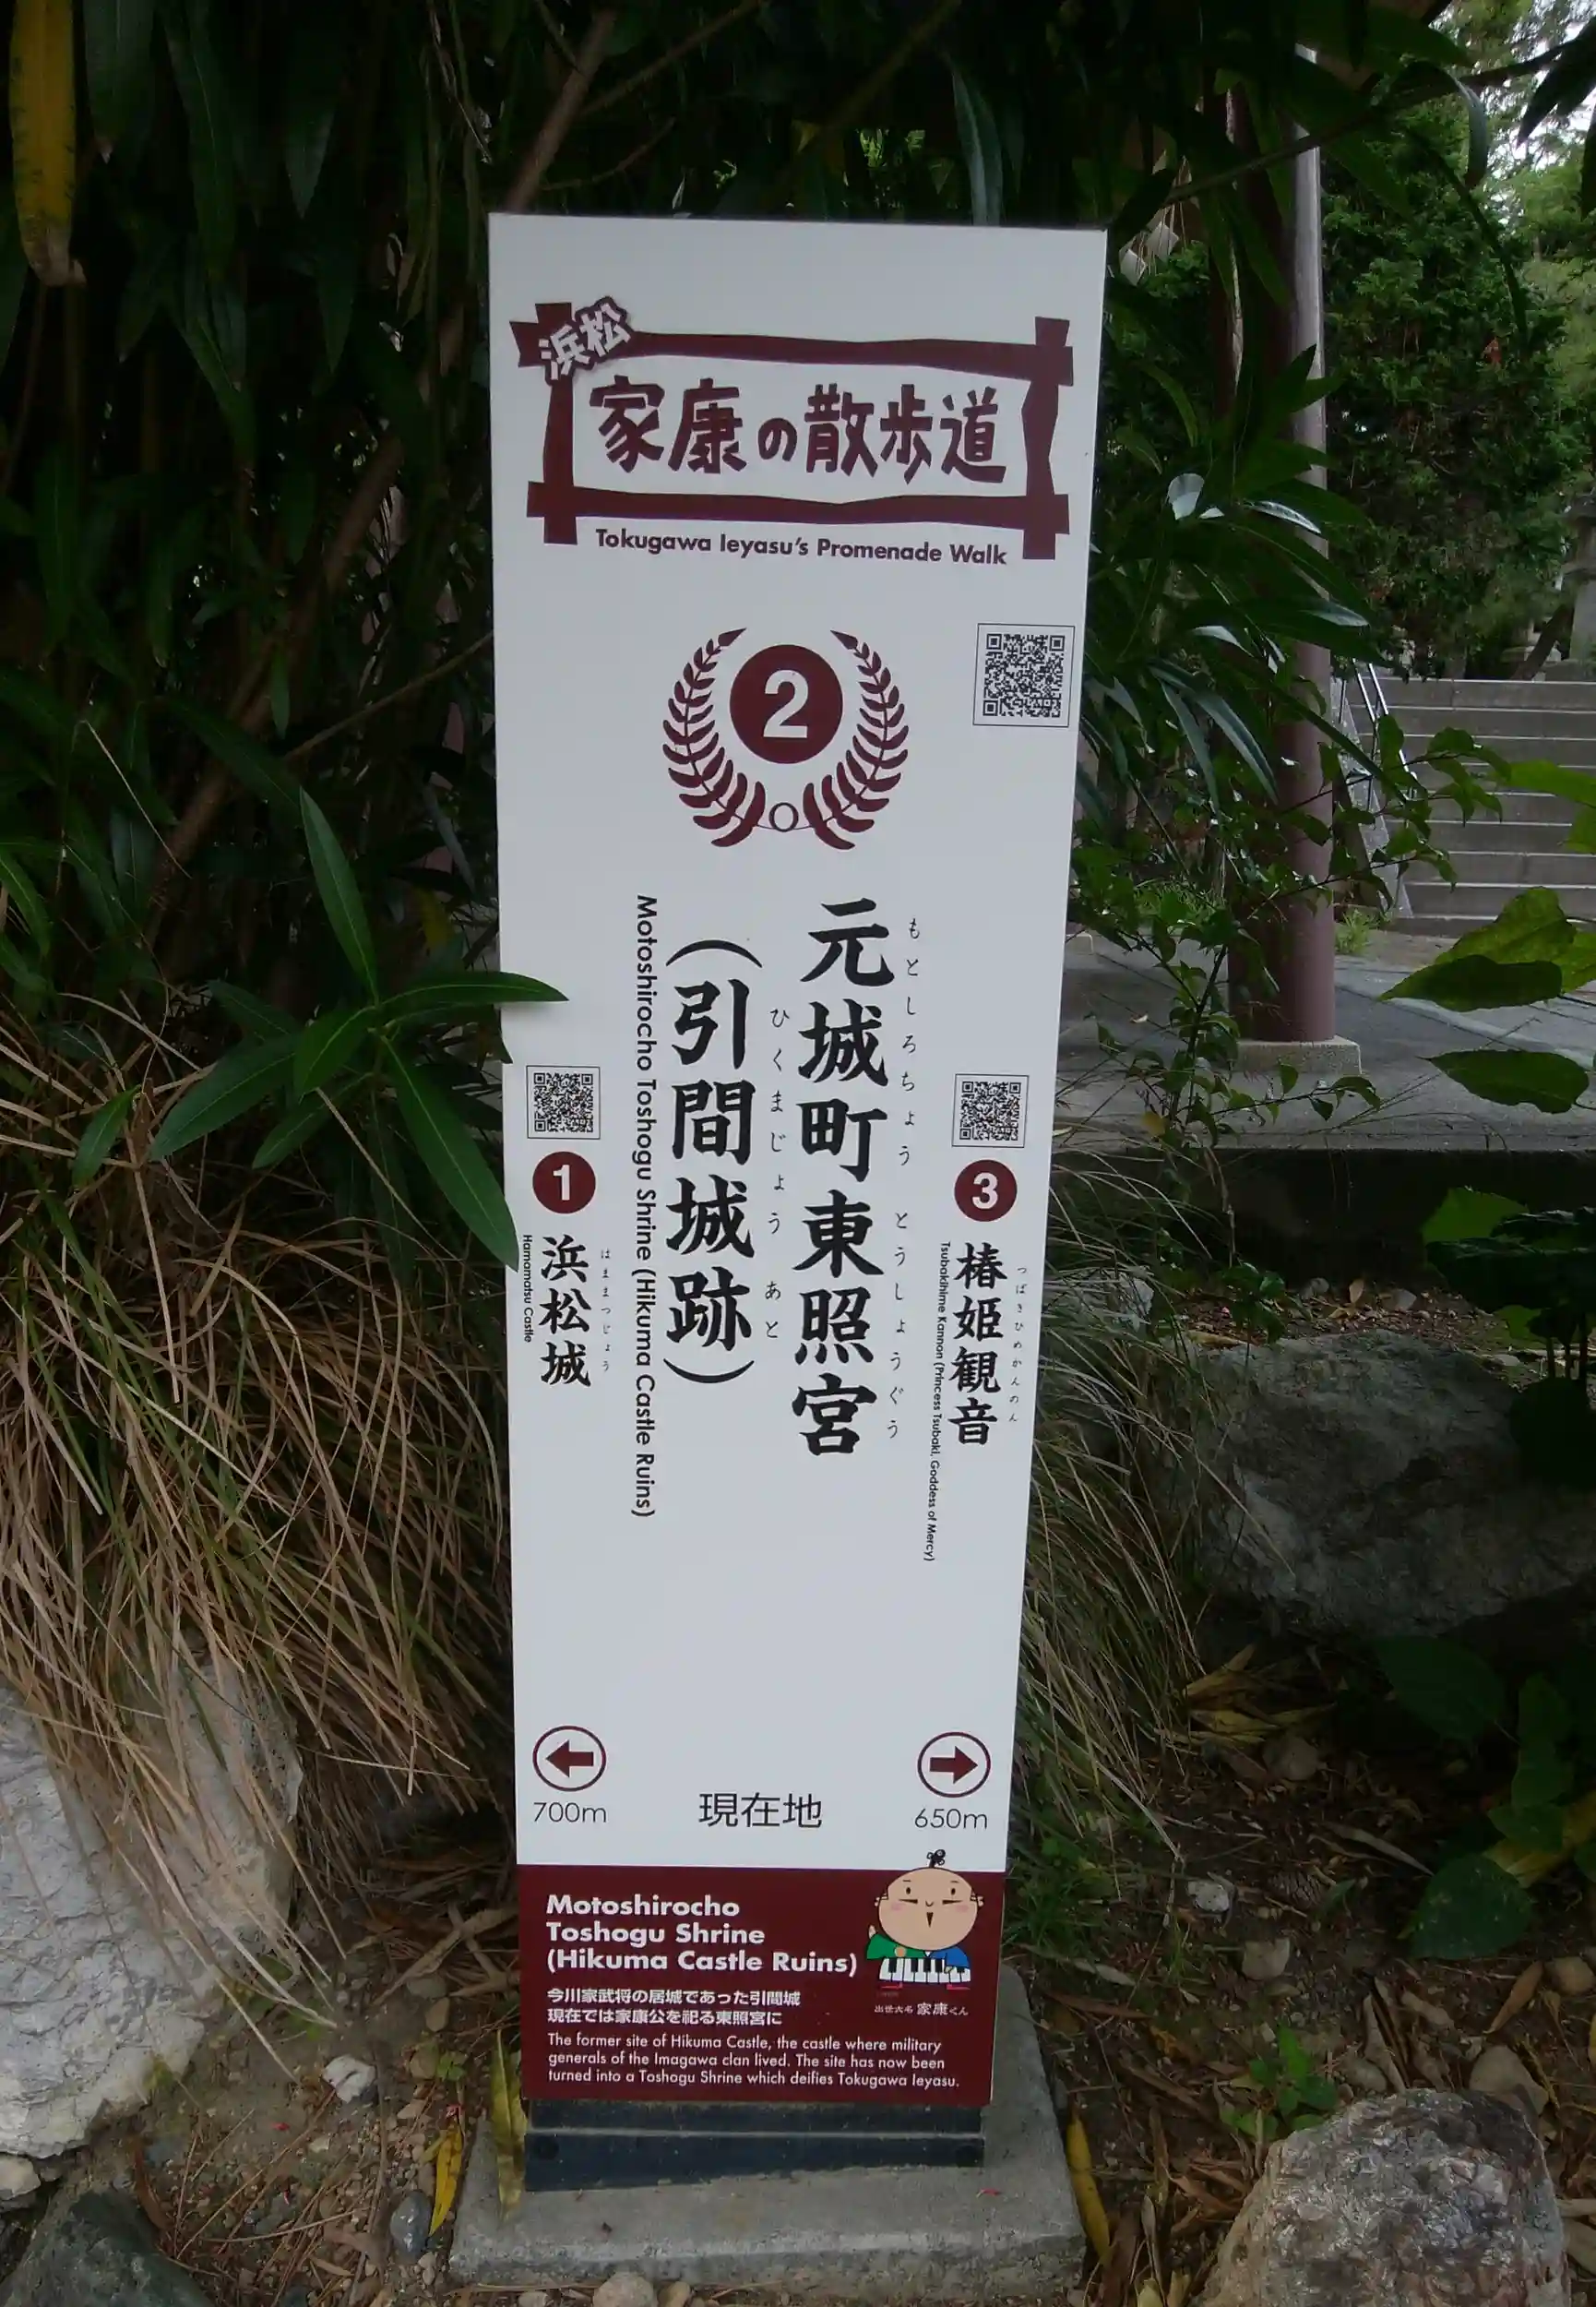 浜松
家康の散歩道
Tokugawa Ieyasu's Promenade Walk
2
元城町東照宮
もとしろちょう とうしょうぐう
(引間城跡)
ひくまじょう あと
Motoshirocho Toshogu Shrine (Hikuma Castle Ruins)
1
浜松城
はままつじょう
Hamamatsu Castle
3
椿姫観音
つばきひめかんのん
Tsubakihime Kannon (Princess Tsubaki, Goddess of Mercy)
700m
現在地
650m
Motoshirocho
Toshogu Shrine
(Hikuma Castle Ruins)
今川家武将の居城であった引間城
現在では家康公を祀る東照宮に
The former site of Hikuma Castle, the castle where military
generals of the Imagawa clan lived. The site has now been
turned into a Toshogu Shrine which deifies Tokugawa Ieyasu.
出世大名 家康くん